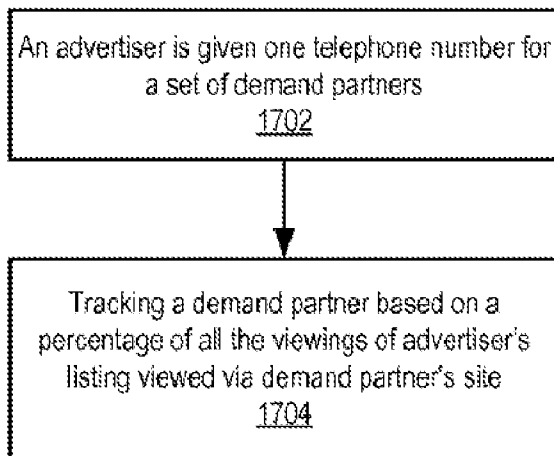 An advertiser is given one telephone number for
a set of demand partners
1702
Tracking a demand partner based on a
percentage of all the viewings of advertiser's
listing viewed via demand partner's site
1704